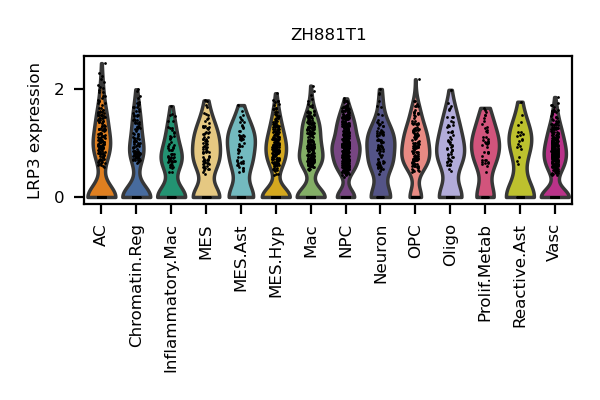 ZH881T1
LRP3 expression
2
0
AC
Chromatin.Reg
Inflammatory.Mac
MES
MES.Ast
MES.Hyp
Mac
NPC
Neuron
OPC
Oligo
Prolif.Metab
Reactive.Ast
Vasc